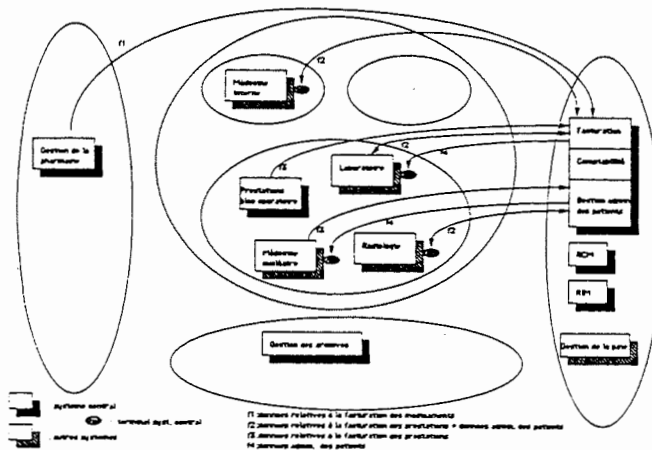 f1
f2
Médecine
interne
Gestion de la
pharmacie
Facturation
Comptabilité
Gestion admin.
des patients
f3
Laboratoire
f2
f4
Prestations
bloc opératoire
f2
f4
Médecine
nucléaire
Radiologie
f2
RCM
RIM
Gestion des archives
Gestion de la paie
système central
terminal syst. central
autres systèmes
f1 données relatives à la facturation des médicaments
f2 données relatives à la facturation des prestations + données admin. des patients
f3 données relatives à la facturation des prestations
f4 données admin. des patients